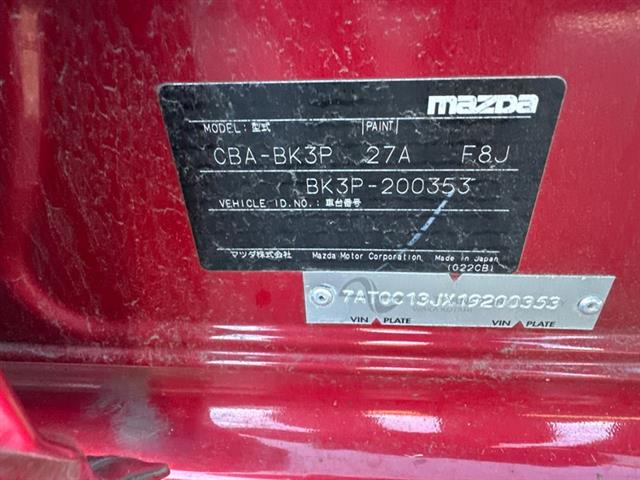 mazda
MODEL:型式 PAINT
CBA-BK3P 27A F8J
BK3P-200353
VEHICLE ID.NO.:車台番号
マツダ株式会社 Mazda Motor Corporation Made in Japan
(G22CB)
7AT0C13JX19200353
VIN ▲ PLATE VIN ▲ PLATE